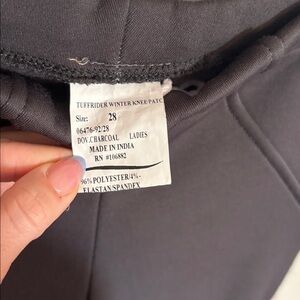 TUFFRIDER WINTER KNEE PATC
Size: 28
06476-92/28
DOV.CHARCOAL LADIES
MADE IN INDIA
RN #106882
96% POLYESTER/4%-
ELASTAN/SPANDEX